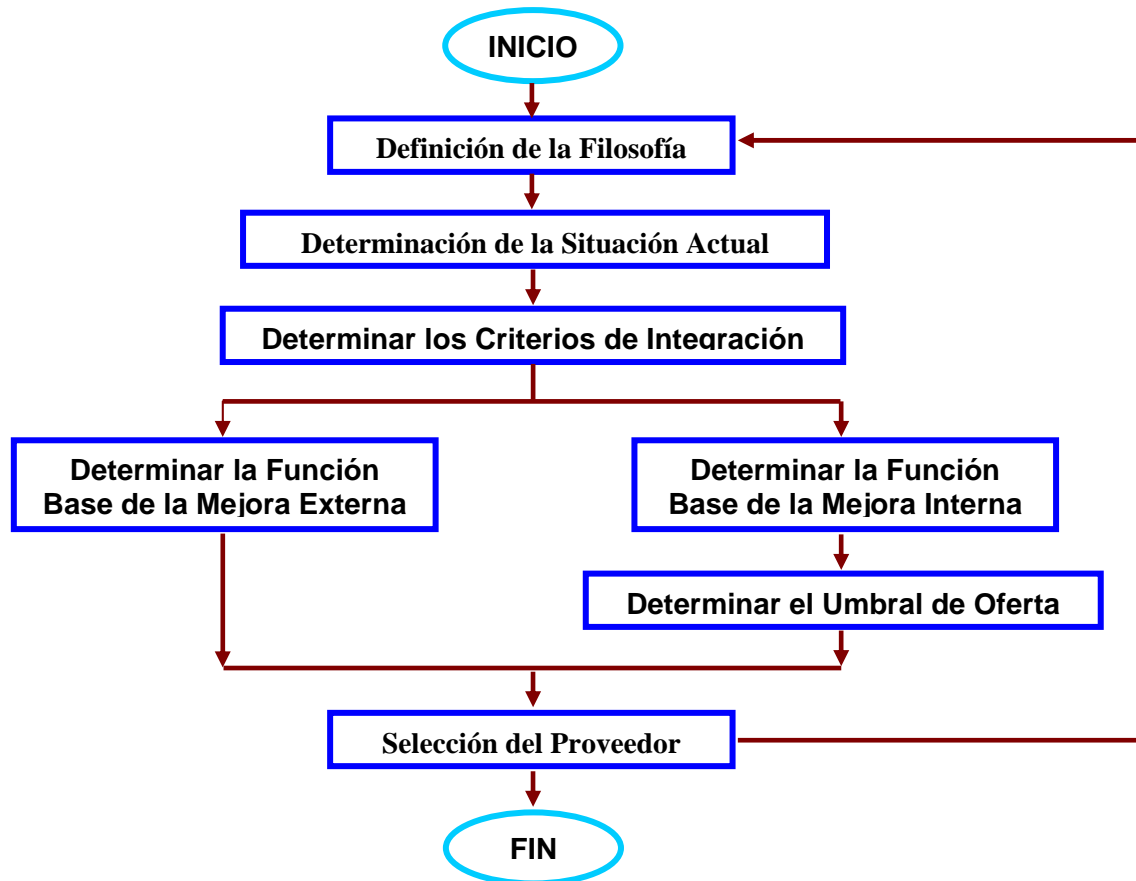 INICIO
Definición de la Filosofía
Determinación de la Situación Actual
Determinar los Criterios de Integración
Determinar la Función
Base de la Mejora Externa
Determinar la Función
Base de la Mejora Interna
Determinar el Umbral de Oferta
Selección del Proveedor
FIN